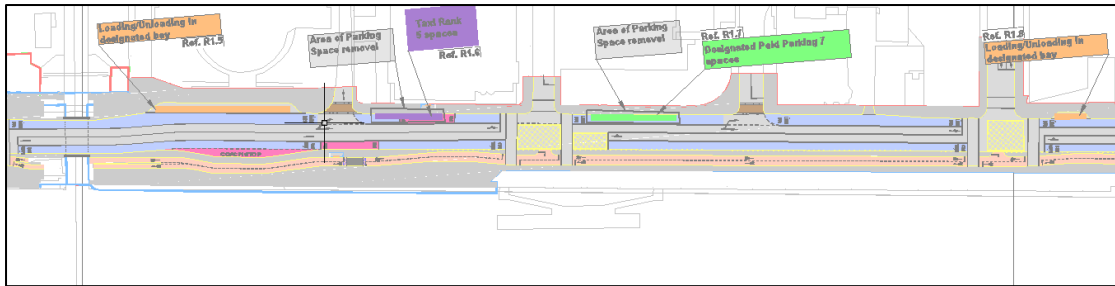 Loading/Unloading in
designated bay
Ref. R1.5
Area of Parking
Space removal
Taxi Rank
5 spaces
Ref. R1.6
Area of Parking
Space removal
Ref. R1.7
Designated Paid Parking 7
spaces
Ref. R1.8
Loading/Unloading in
designated bay